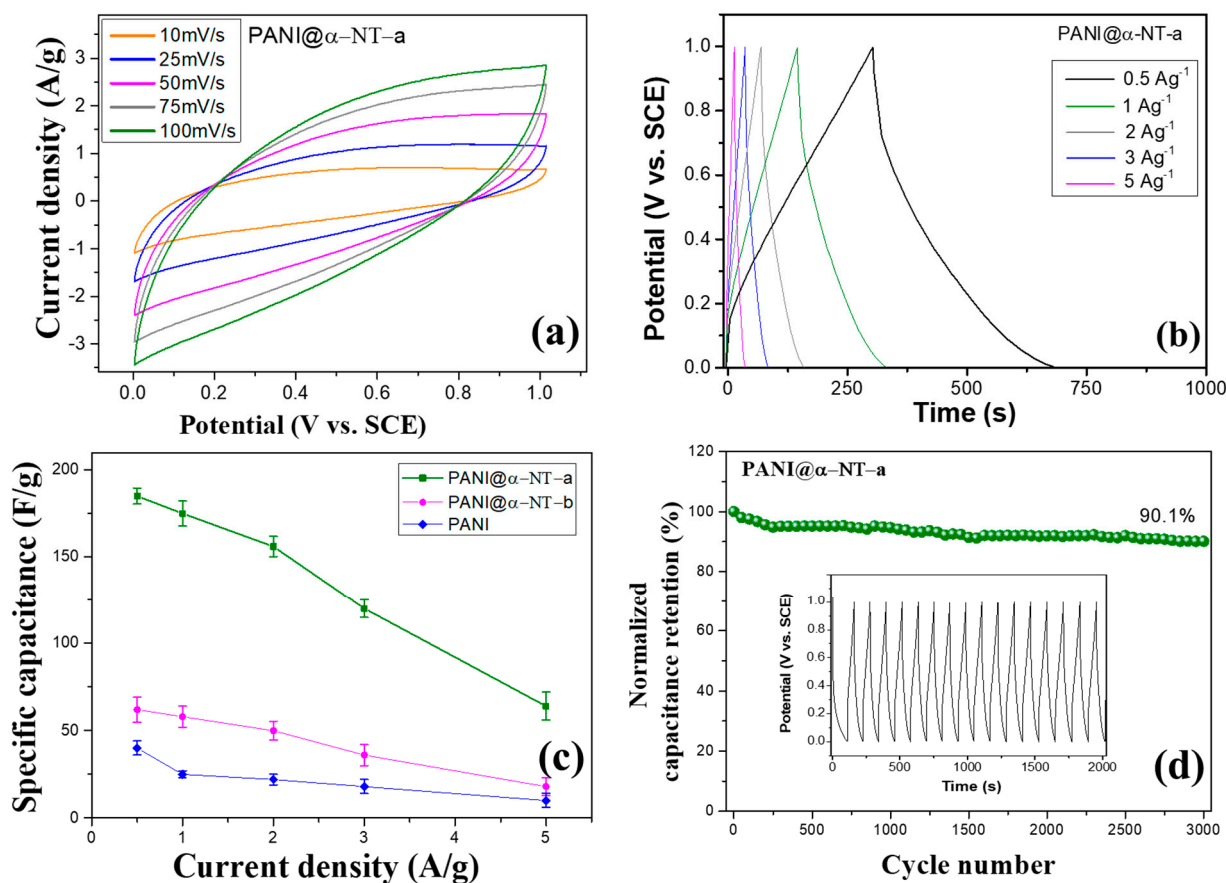 10mV/s
25mV/s
50mV/s
75mV/s
100mV/s
PANI@α–NT–a
3
2
1
0
-1
-2
-3
Current density (A/g)
(a)
0.0 0.2 0.4 0.6 0.8 1.0
Potential (V vs. SCE)
PANI@α-NT-a
0.5 Ag⁻¹
1 Ag⁻¹
2 Ag⁻¹
3 Ag⁻¹
5 Ag⁻¹
1.0
0.8
0.6
0.4
0.2
0.0
Potential (V vs. SCE)
(b)
0 250 500 750 1000
Time (s)
PANI@α–NT–a
PANI@α–NT–b
PANI
200
150
100
50
0
Specific capacitance (F/g)
(c)
0 1 2 3 4 5
Current density (A/g)
PANI@α–NT–a
90.1%
120
100
80
60
40
20
0
Normalized
capacitance retention (%)
1.0
0.8
0.6
0.4
0.2
0.0
Potential (V vs. SCE)
0 500 1000 1500 2000
Time (s)
(d)
0 500 1000 1500 2000 2500 3000
Cycle number